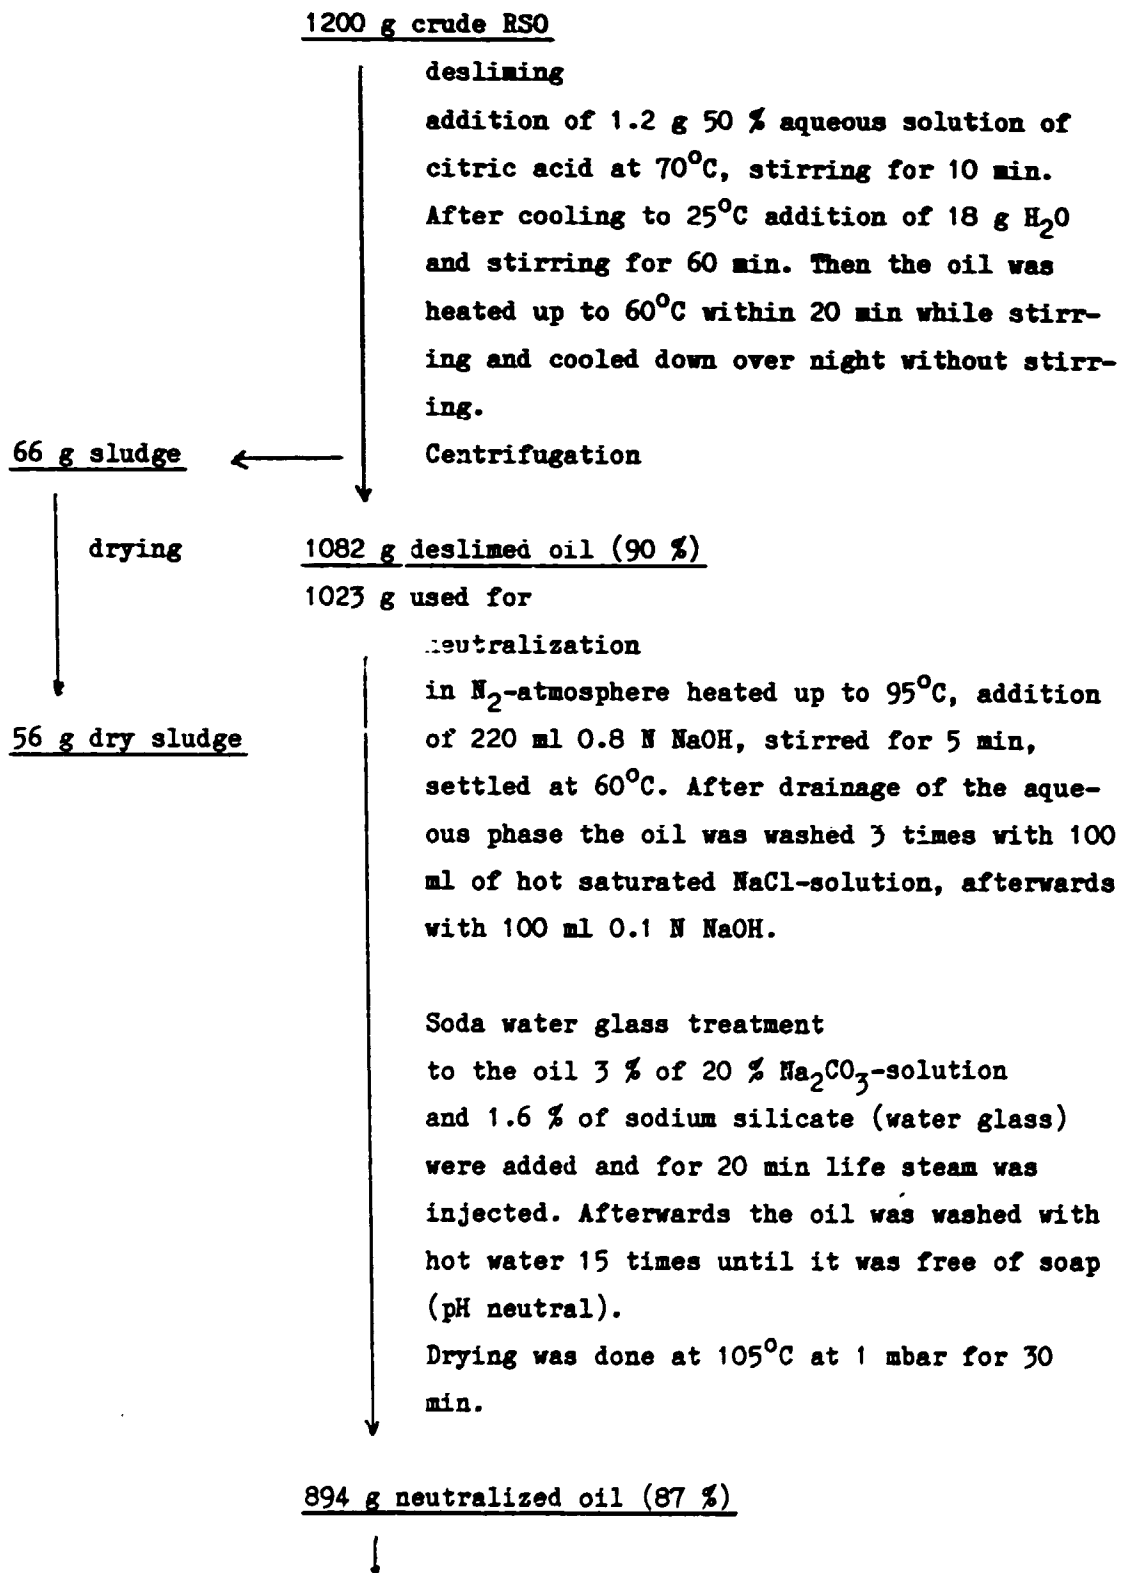 1200 g crude RSO
desliming
addition of 1.2 g 50 % aqueous solution of
citric acid at 70°C, stirring for 10 min.
After cooling to 25°C addition of 18 g H₂O
and stirring for 60 min. Then the oil was
heated up to 60°C within 20 min while stirr-
ing and cooled down over night without stirr-
ing.
66 g sludge
Centrifugation
drying
1082 g deslimed oil (90 %)
1023 g used for
neutralization
in N₂-atmosphere heated up to 95°C, addition
56 g dry sludge
of 220 ml 0.8 N NaOH, stirred for 5 min,
settled at 60°C. After drainage of the aque-
ous phase the oil was washed 3 times with 100
ml of hot saturated NaCl-solution, afterwards
with 100 ml 0.1 N NaOH.
Soda water glass treatment
to the oil 3 % of 20 % Na₂CO₃-solution
and 1.6 % of sodium silicate (water glass)
were added and for 20 min life steam was
injected. Afterwards the oil was washed with
hot water 15 times until it was free of soap
(pH neutral).
Drying was done at 105°C at 1 mbar for 30
min.
894 g neutralized oil (87 %)